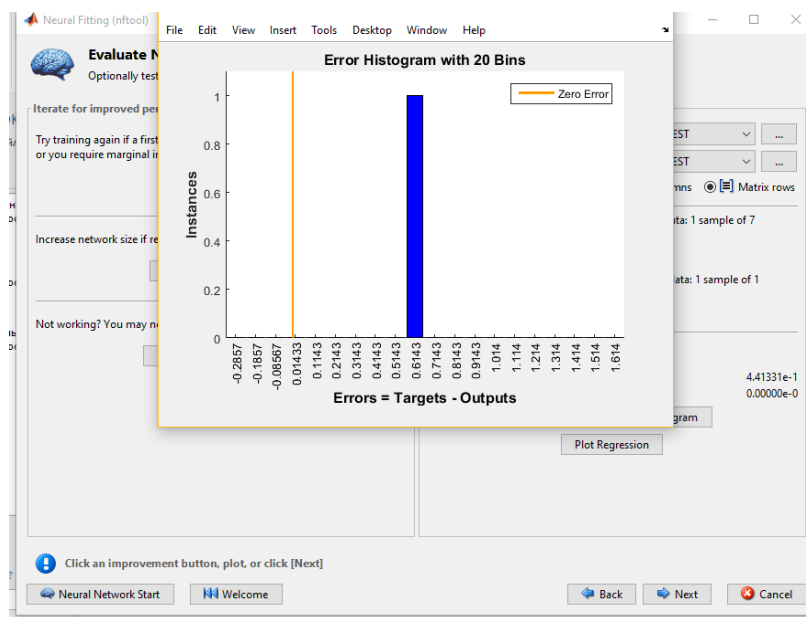 Neural Fitting (nftool)
File Edit View Insert Tools Desktop Window Help
Evaluate N
Optionally test
Error Histogram with 20 Bins
Zero Error
Instances
1
0.8
0.6
0.4
0.2
0
-0.2857
-0.1857
-0.08567
0.01433
0.1143
0.2143
0.3143
0.4143
0.5143
0.6143
0.7143
0.8143
0.9143
1.014
1.114
1.214
1.314
1.414
1.514
1.614
Errors = Targets - Outputs
Iterate for improved per
Try training again if a first
or you require marginal i
Increase network size if re
Not working? You may n
EST ...
EST ...
mns Matrix rows
ata: 1 sample of 7
ata: 1 sample of 1
4.41331e-1
0.00000e-0
gram
Plot Regression
Click an improvement button, plot, or click [Next]
Neural Network Start Welcome Back Next Cancel